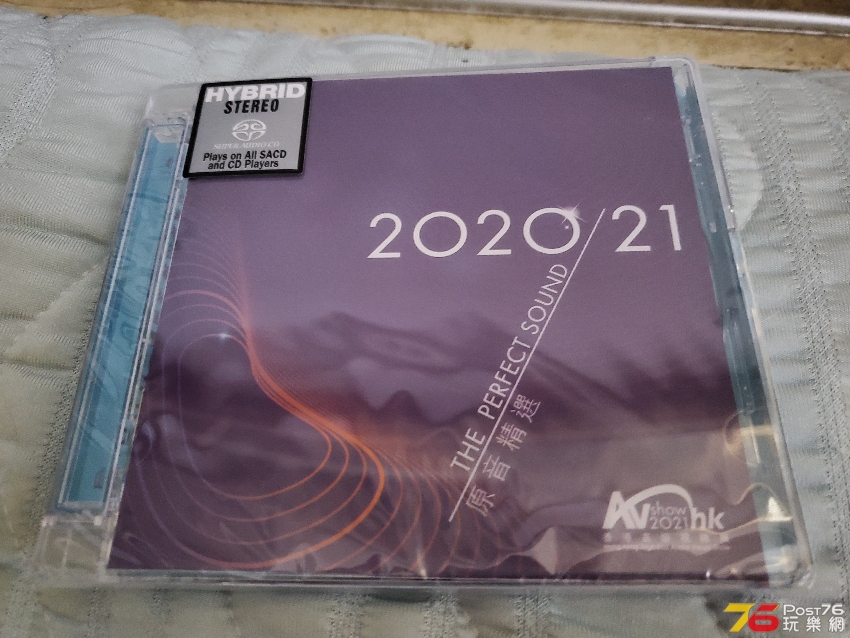 HYBRID
STEREO
SUPER AUDIO CD
Plays on All SACD
and CD Players
2020/21
THE PERFECT SOUND
原音精選
AV show 2021 hk
76 Post76
玩樂網